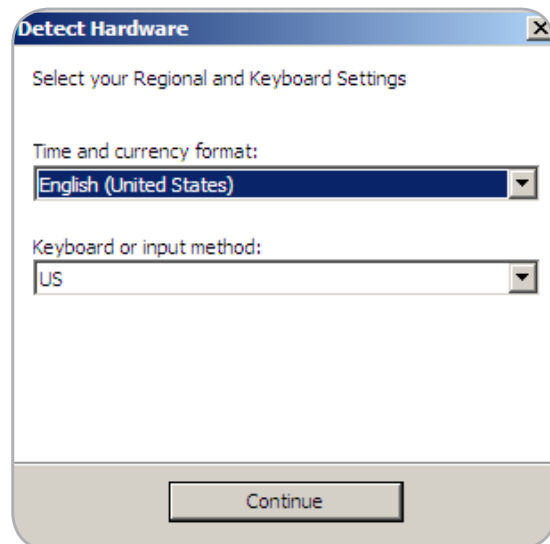 Detect Hardware
Select your Regional and Keyboard Settings
Time and currency format:
English (United States)
Keyboard or input method:
US
Continue